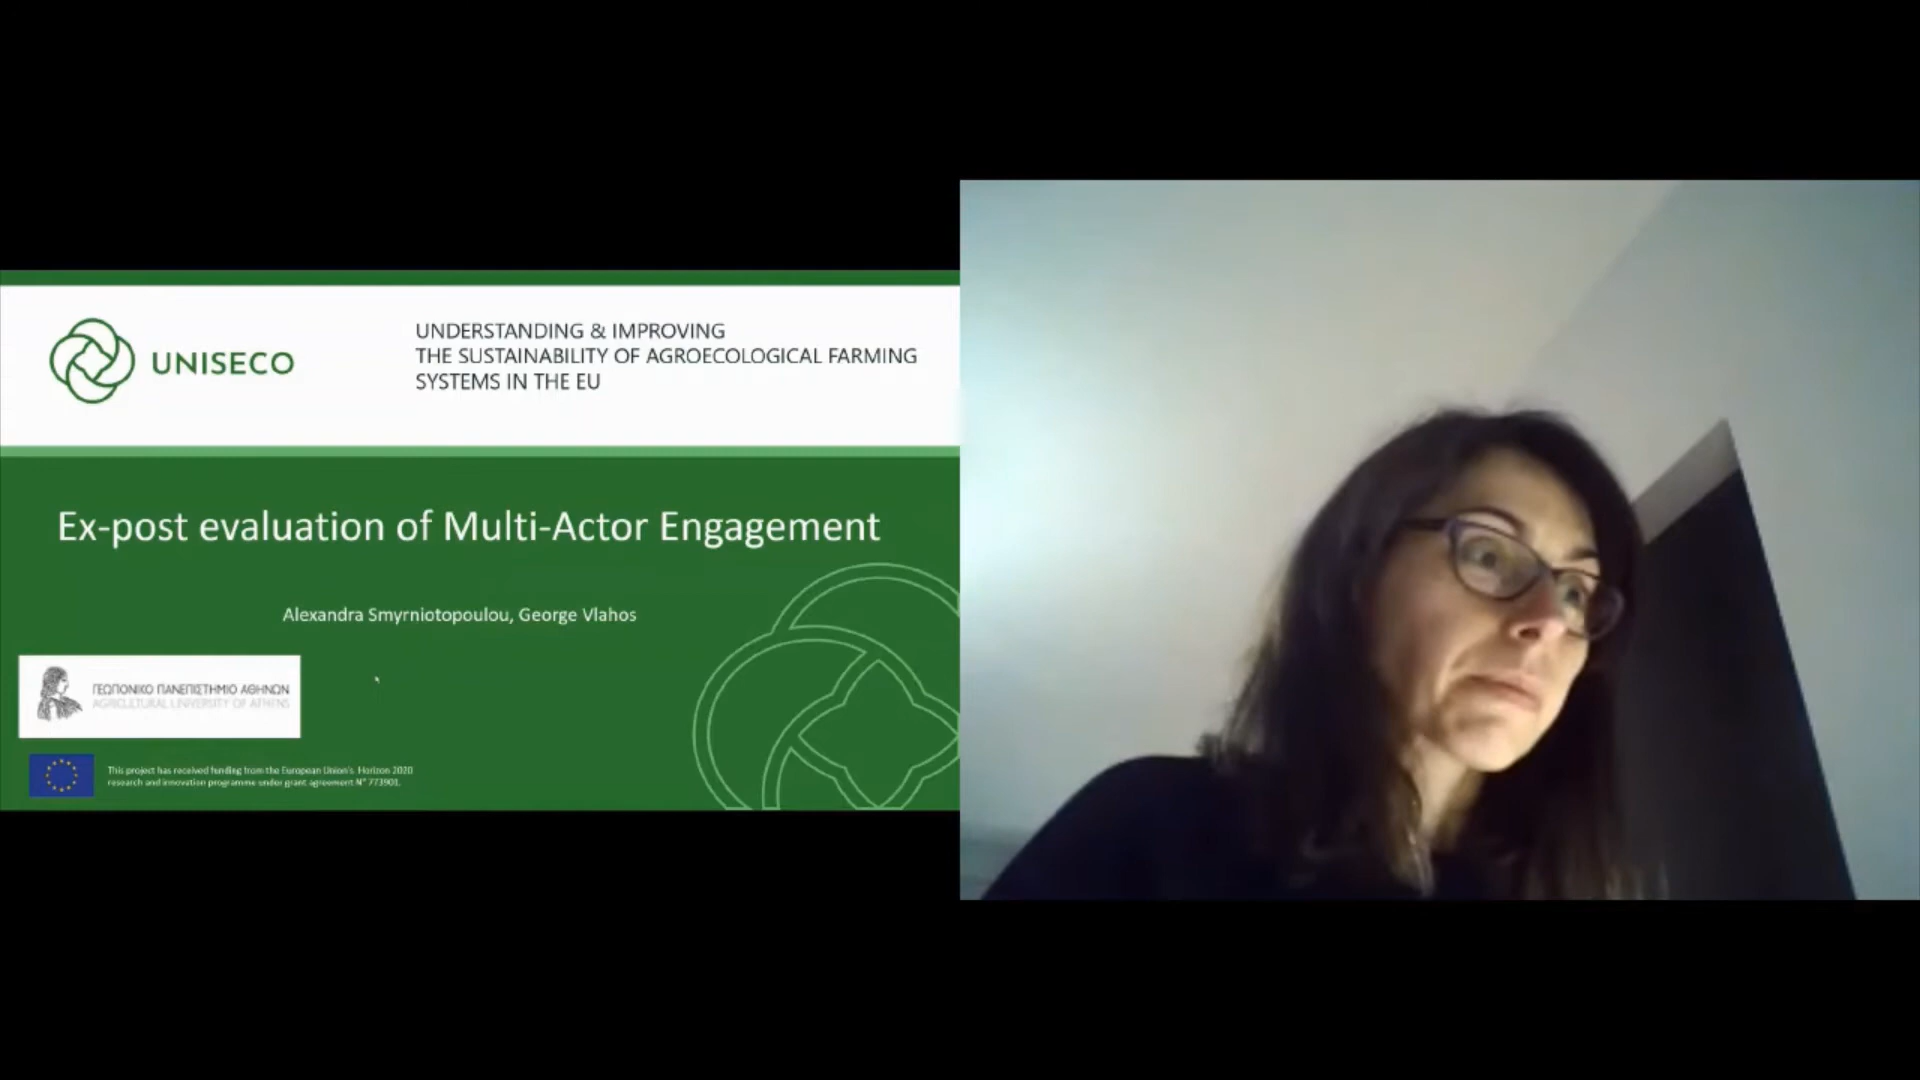 UNISECO
UNDERSTANDING & IMPROVING
THE SUSTAINABILITY OF AGROECOLOGICAL FARMING
SYSTEMS IN THE EU
Ex-post evaluation of Multi-Actor Engagement
Alexandra Smyrniotopoulou, George Vlahos
ΓΕΩΠΟΝΙΚΟ ΠΑΝΕΠΙΣΤΗΜΙΟ ΑΘΗΝΩΝ
AGRICULTURAL UNIVERSITY OF ATHENS
This project has received funding from the European Union's Horizon 2020
research and innovation programme under grant agreement N° 773901.